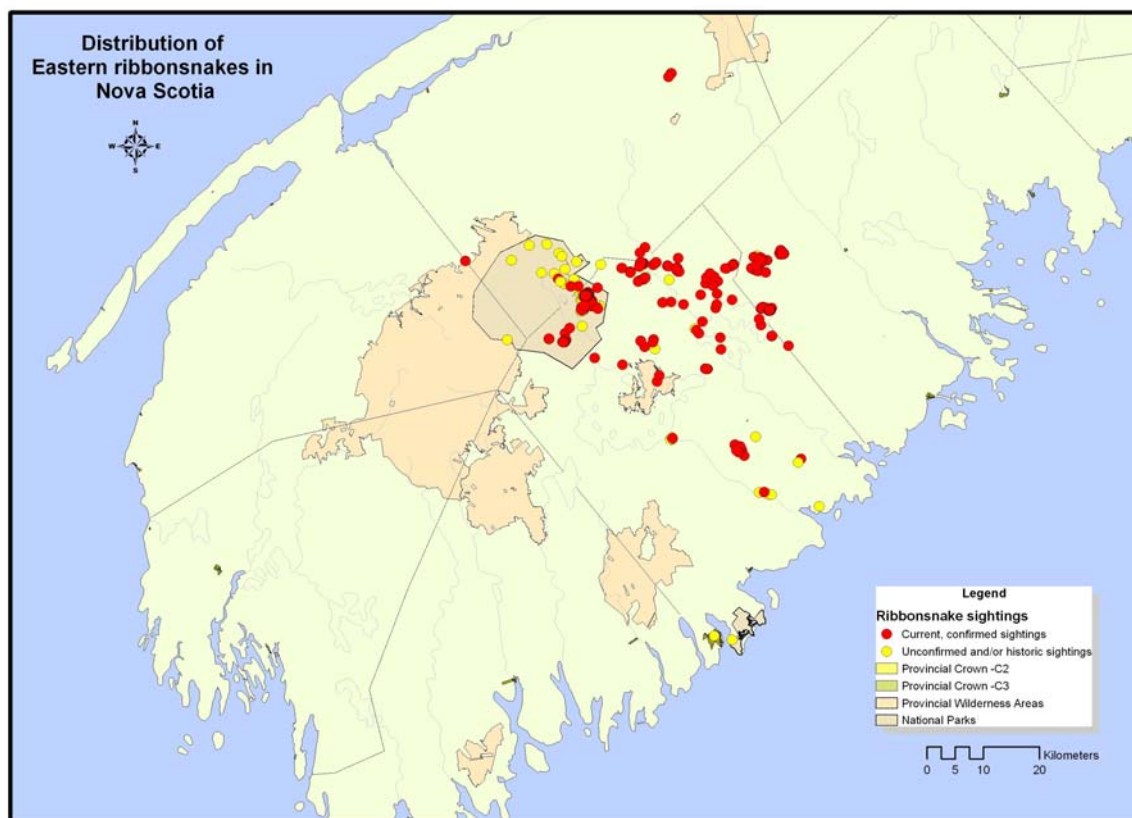 Distribution of
Eastern ribbonsnakes in
Nova Scotia
N
W E
S
Legend
Ribbonsnake sightings
Current, confirmed sightings
Unconfirmed and/or historic sightings
Provincial Crown -C2
Provincial Crown -C3
Provincial Wilderness Areas
National Parks
Kilometers
0 5 10 20